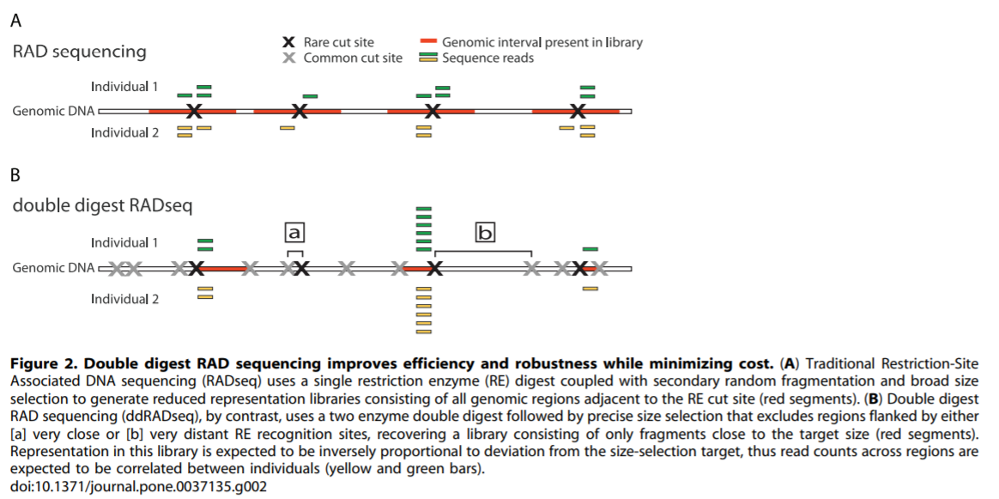 A
RAD sequencing
Rare cut site
Genomic interval present in library
Common cut site
Sequence reads
Individual 1
Genomic DNA
Individual 2
B
double digest RADseq
a
b
Individual 1
Genomic DNA
Individual 2
Figure 2. Double digest RAD sequencing improves efficiency and robustness while minimizing cost. (A) Traditional Restriction-Site
Associated DNA sequencing (RADseq) uses a single restriction enzyme (RE) digest coupled with secondary random fragmentation and broad size
selection to generate reduced representation libraries consisting of all genomic regions adjacent to the RE cut site (red segments). (B) Double digest
RAD sequencing (ddRADseq), by contrast, uses a two enzyme double digest followed by precise size selection that excludes regions flanked by either
[a] very close or [b] very distant RE recognition sites, recovering a library consisting of only fragments close to the target size (red segments).
Representation in this library is expected to be inversely proportional to deviation from the size-selection target, thus read counts across regions are
expected to be correlated between individuals (yellow and green bars).
doi:10.1371/journal.pone.0037135.g002